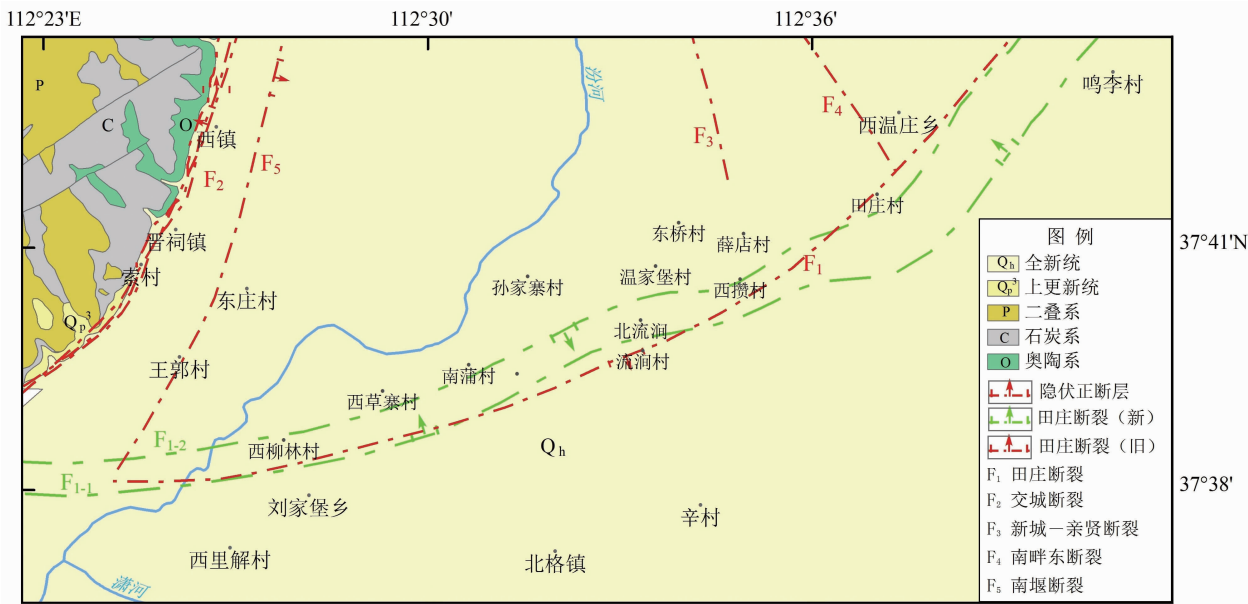 112°23'E
112°30'
112°36'
37°41'N
37°38'
P
C
O
Qp³
Qh
汾河
潇河
F₂
F₅
F₃
F₄
F₁
F₁₋₂
F₁₋₁
鸣李村
西温庄乡
西镇
田庄村
晋祠镇
东桥村
薛店村
索村
温家堡村
西攒村
孙家寨村
东庄村
北流涧
流涧村
王郭村
南蒲村
西草寨村
西柳林村
刘家堡乡
辛村
西里解村
北格镇
图 例
Qh 全新统
Qp³ 上更新统
P 二叠系
C 石炭系
O 奥陶系
隐伏正断层
田庄断裂（新）
田庄断裂（旧）
F₁ 田庄断裂
F₂ 交城断裂
F₃ 新城－亲贤断裂
F₄ 南畔东断裂
F₅ 南堰断裂